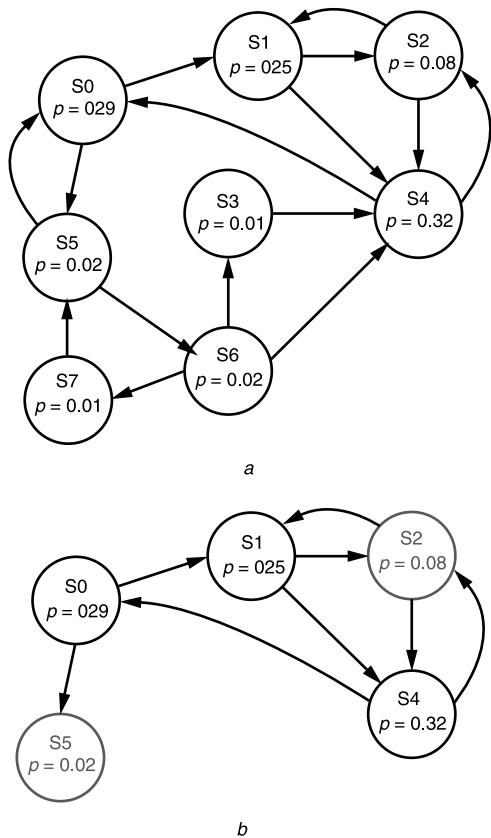 S1
p = 025
S2
p = 0.08
S0
p = 029
S3
p = 0.01
S4
p = 0.32
S5
p = 0.02
S6
p = 0.02
S7
p = 0.01
a
S1
p = 025
S2
p = 0.08
S0
p = 029
S4
p = 0.32
S5
p = 0.02
b